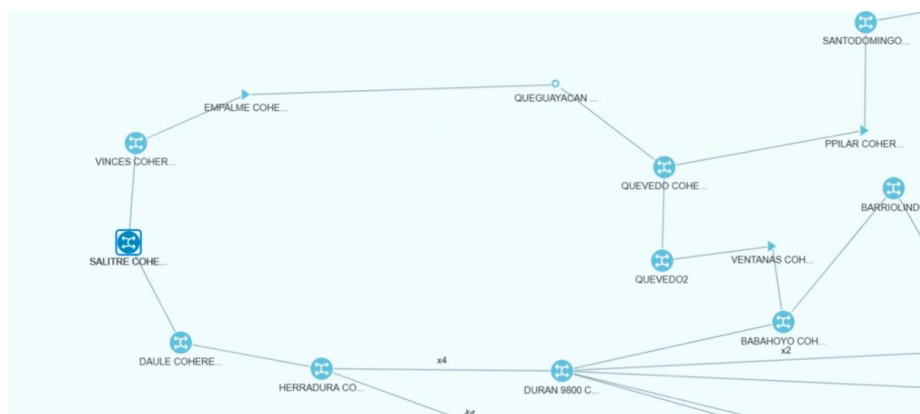 SANTODOMINGO...
EMPALME COHE...
QUEGUAYACAN ...
VINCES COHER...
PPILAR COHER...
QUEVEDO COHE...
BARRIOLIND
SALITRE COHE...
VENTANAS COH...
QUEVEDO2
BABAHOYO COH...
x2
DAULE COHERE...
x4
HERRADURA CO...
DURAN 9800 C...
x4